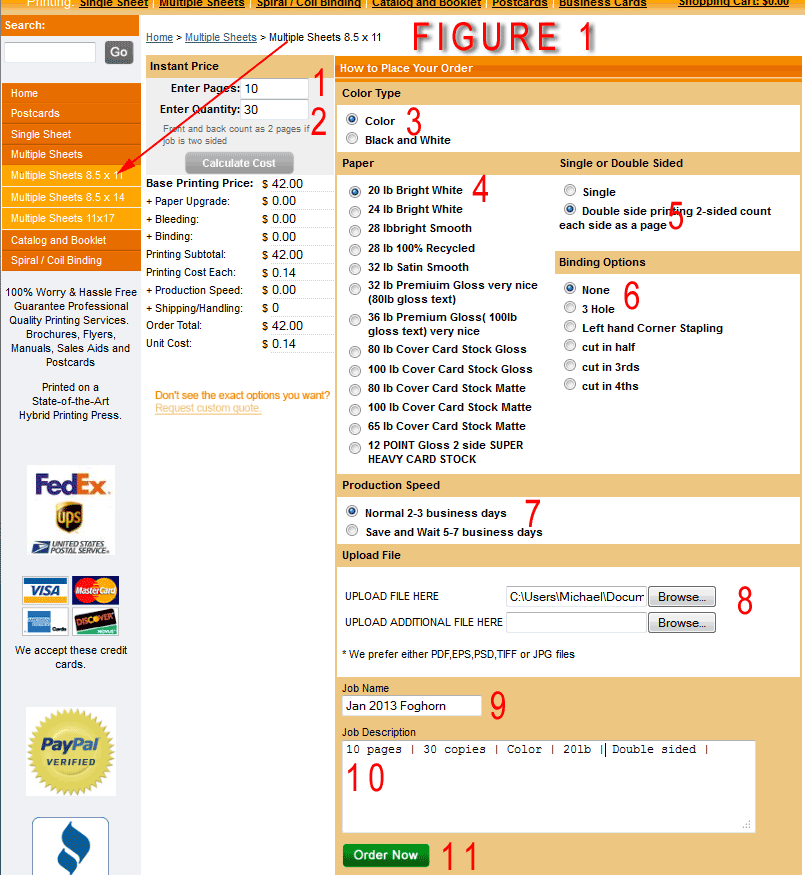 Printing: Single Sheet Multiple Sheets Spiral / Coil Binding Catalog and Booklet Postcards Business Cards Shopping Cart: $0.00
Search:
Go
Home
Postcards
Single Sheet
Multiple Sheets
Multiple Sheets 8.5 x 11
Multiple Sheets 8.5 x 14
Multiple Sheets 11x17
Catalog and Booklet
Spiral / Coil Binding
100% Worry & Hassle Free
Guarantee Professional
Quality Printing Services.
Brochures, Flyers,
Manuals, Sales Aids and
Postcards
Printed on a
State-of-the-Art
Hybrid Printing Press.
FedEx
ups
UNITED STATES
POSTAL SERVICE
VISA MasterCard
AMERICAN EXPRESS Cards DISCOVER NOVUS
We accept these credit
cards.
PayPal
VERIFIED
Home > Multiple Sheets > Multiple Sheets 8.5 x 11
FIGURE 1
Instant Price
Enter Pages: 10 1
Enter Quantity: 30 2
Front and back count as 2 pages if
job is two sided
Calculate Cost
Base Printing Price: $ 42.00
+ Paper Upgrade: $ 0.00
+ Bleeding: $ 0.00
+ Binding: $ 0.00
Printing Subtotal: $ 42.00
Printing Cost Each: $ 0.14
+ Production Speed: $ 0.00
+ Shipping/Handling: $ 0
Order Total: $ 42.00
Unit Cost: $ 0.14
Don't see the exact options you want?
Request custom quote.
How to Place Your Order
Color Type
Color 3
Black and White
Paper
20 lb Bright White 4
24 lb Bright White
28 lbbright Smooth
28 lb 100% Recycled
32 lb Satin Smooth
32 lb Premiuim Gloss very nice
(80lb gloss text)
36 lb Premium Gloss( 100lb
gloss text) very nice
80 lb Cover Card Stock Gloss
100 lb Cover Card Stock Gloss
80 lb Cover Card Stock Matte
100 lb Cover Card Stock Matte
65 lb Cover Card Stock Matte
12 POINT Gloss 2 side SUPER
HEAVY CARD STOCK
Single or Double Sided
Single
Double side printing 2-sided count
each side as a page 5
Binding Options
None
3 Hole 6
Left hand Corner Stapling
cut in half
cut in 3rds
cut in 4ths
Production Speed
Normal 2-3 business days 7
Save and Wait 5-7 business days
Upload File
UPLOAD FILE HERE C:\Users\Michael\Docum Browse... 8
UPLOAD ADDITIONAL FILE HERE Browse...
* We prefer either PDF,EPS,PSD,TIFF or JPG files
Job Name
Jan 2013 Foghorn 9
Job Description
10 pages | 30 copies | Color | 20lb | Double sided |
10
Order Now 11